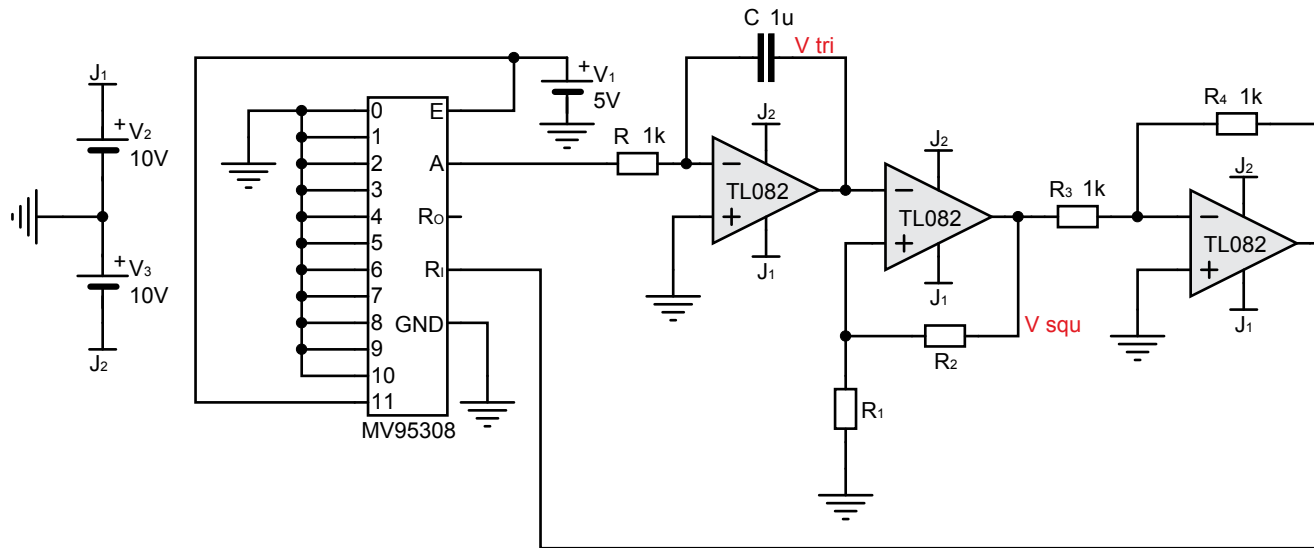 J1
+
V2
10V
+
V3
10V
J2
0
1
2
3
4
5
6
7
8
9
10
11
E
A
RO
RI
GND
MV95308
+
V1
5V
R 1k
C 1u
V tri
J2
−
+
TL082
J1
J2
−
+
TL082
J1
R2
V squ
R1
R3 1k
R4 1k
J2
−
+
TL082
J1